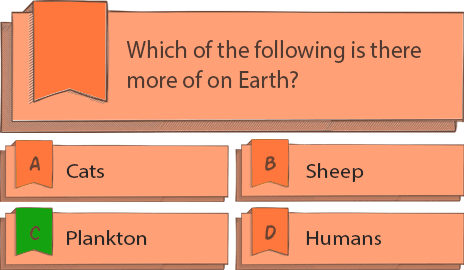 Which of the following is there
more of on Earth?
A Cats
B Sheep
C Plankton
D Humans